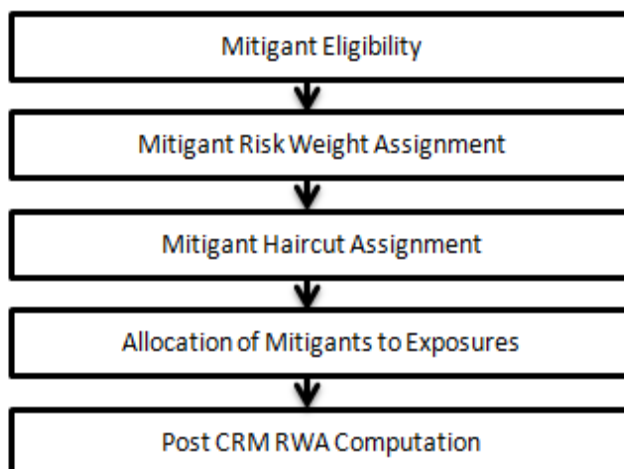 Mitigant Eligibility
Mitigant Risk Weight Assignment
Mitigant Haircut Assignment
Allocation of Mitigants to Exposures
Post CRM RWA Computation